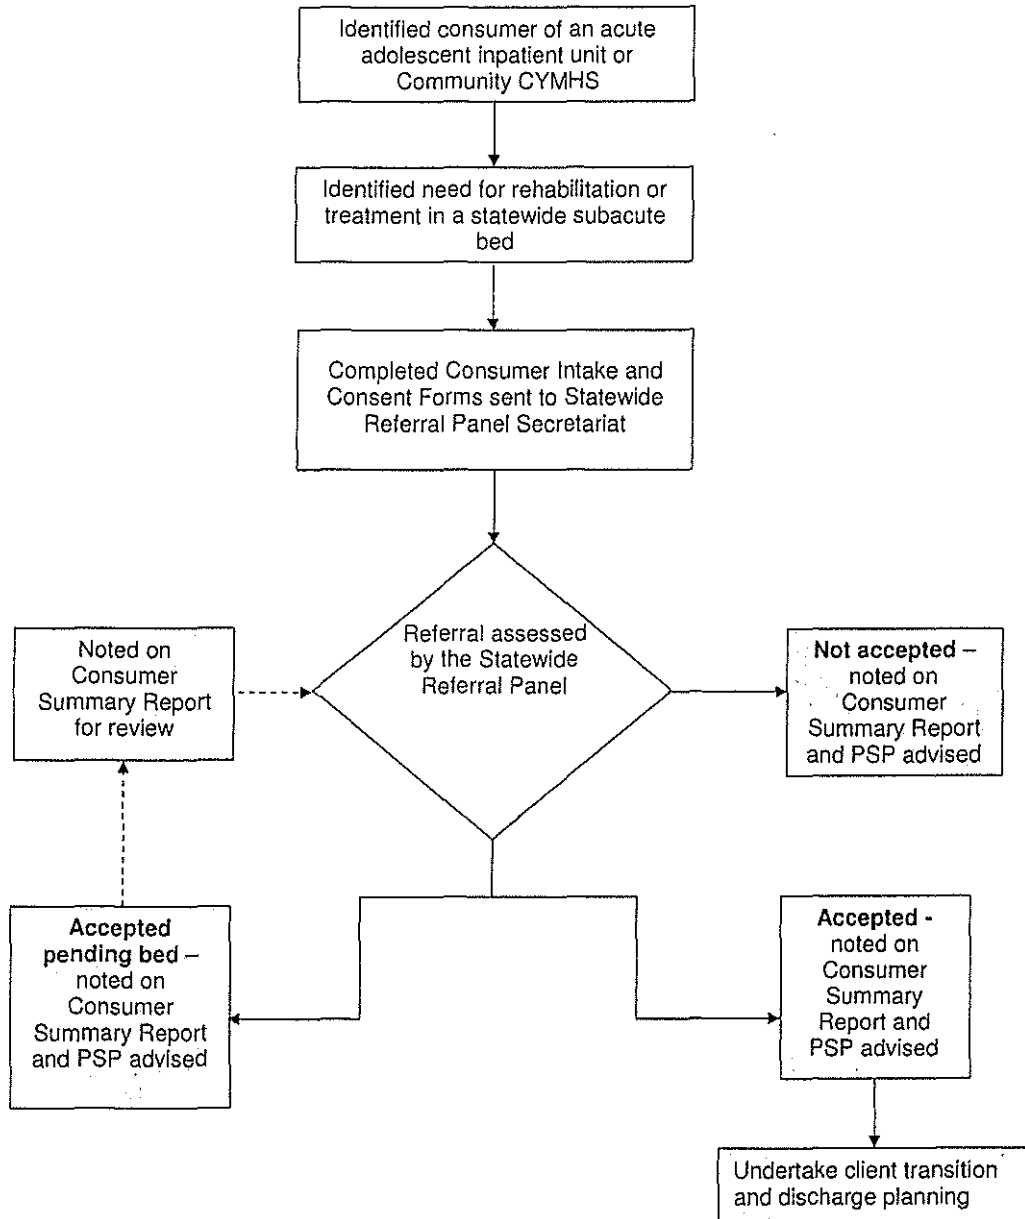 Identified consumer of an acute
adolescent inpatient unit or
Community CYMHS
Identified need for rehabilitation or
treatment in a statewide subacute
bed
Completed Consumer Intake and
Consent Forms sent to Statewide
Referral Panel Secretariat
Referral assessed
by the Statewide
Referral Panel
Noted on
Consumer
Summary Report
for review
Not accepted –
noted on
Consumer
Summary Report
and PSP advised
Accepted
pending bed –
noted on
Consumer
Summary Report
and PSP advised
Accepted -
noted on
Consumer
Summary
Report and
PSP advised
Undertake client transition
and discharge planning